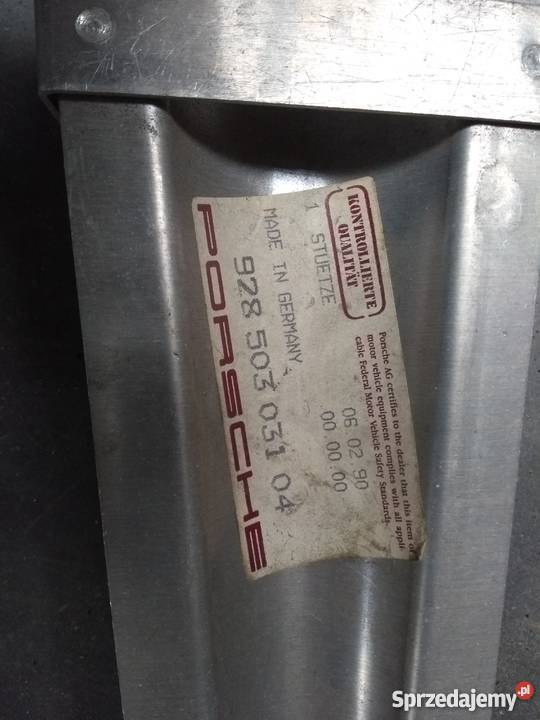 KONTROLLIERTE
QUALITÄT
Porsche AG certifies to the dealer that this item of
motor vehicle equipment complies with all appli-
cable Federal Motor Vehicle Safety Standards.
1 STUETZE
06.02.90
00.00.00
MADE IN GERMANY
928 503 031 04
PORSCHE
Sprzedajemy.pl